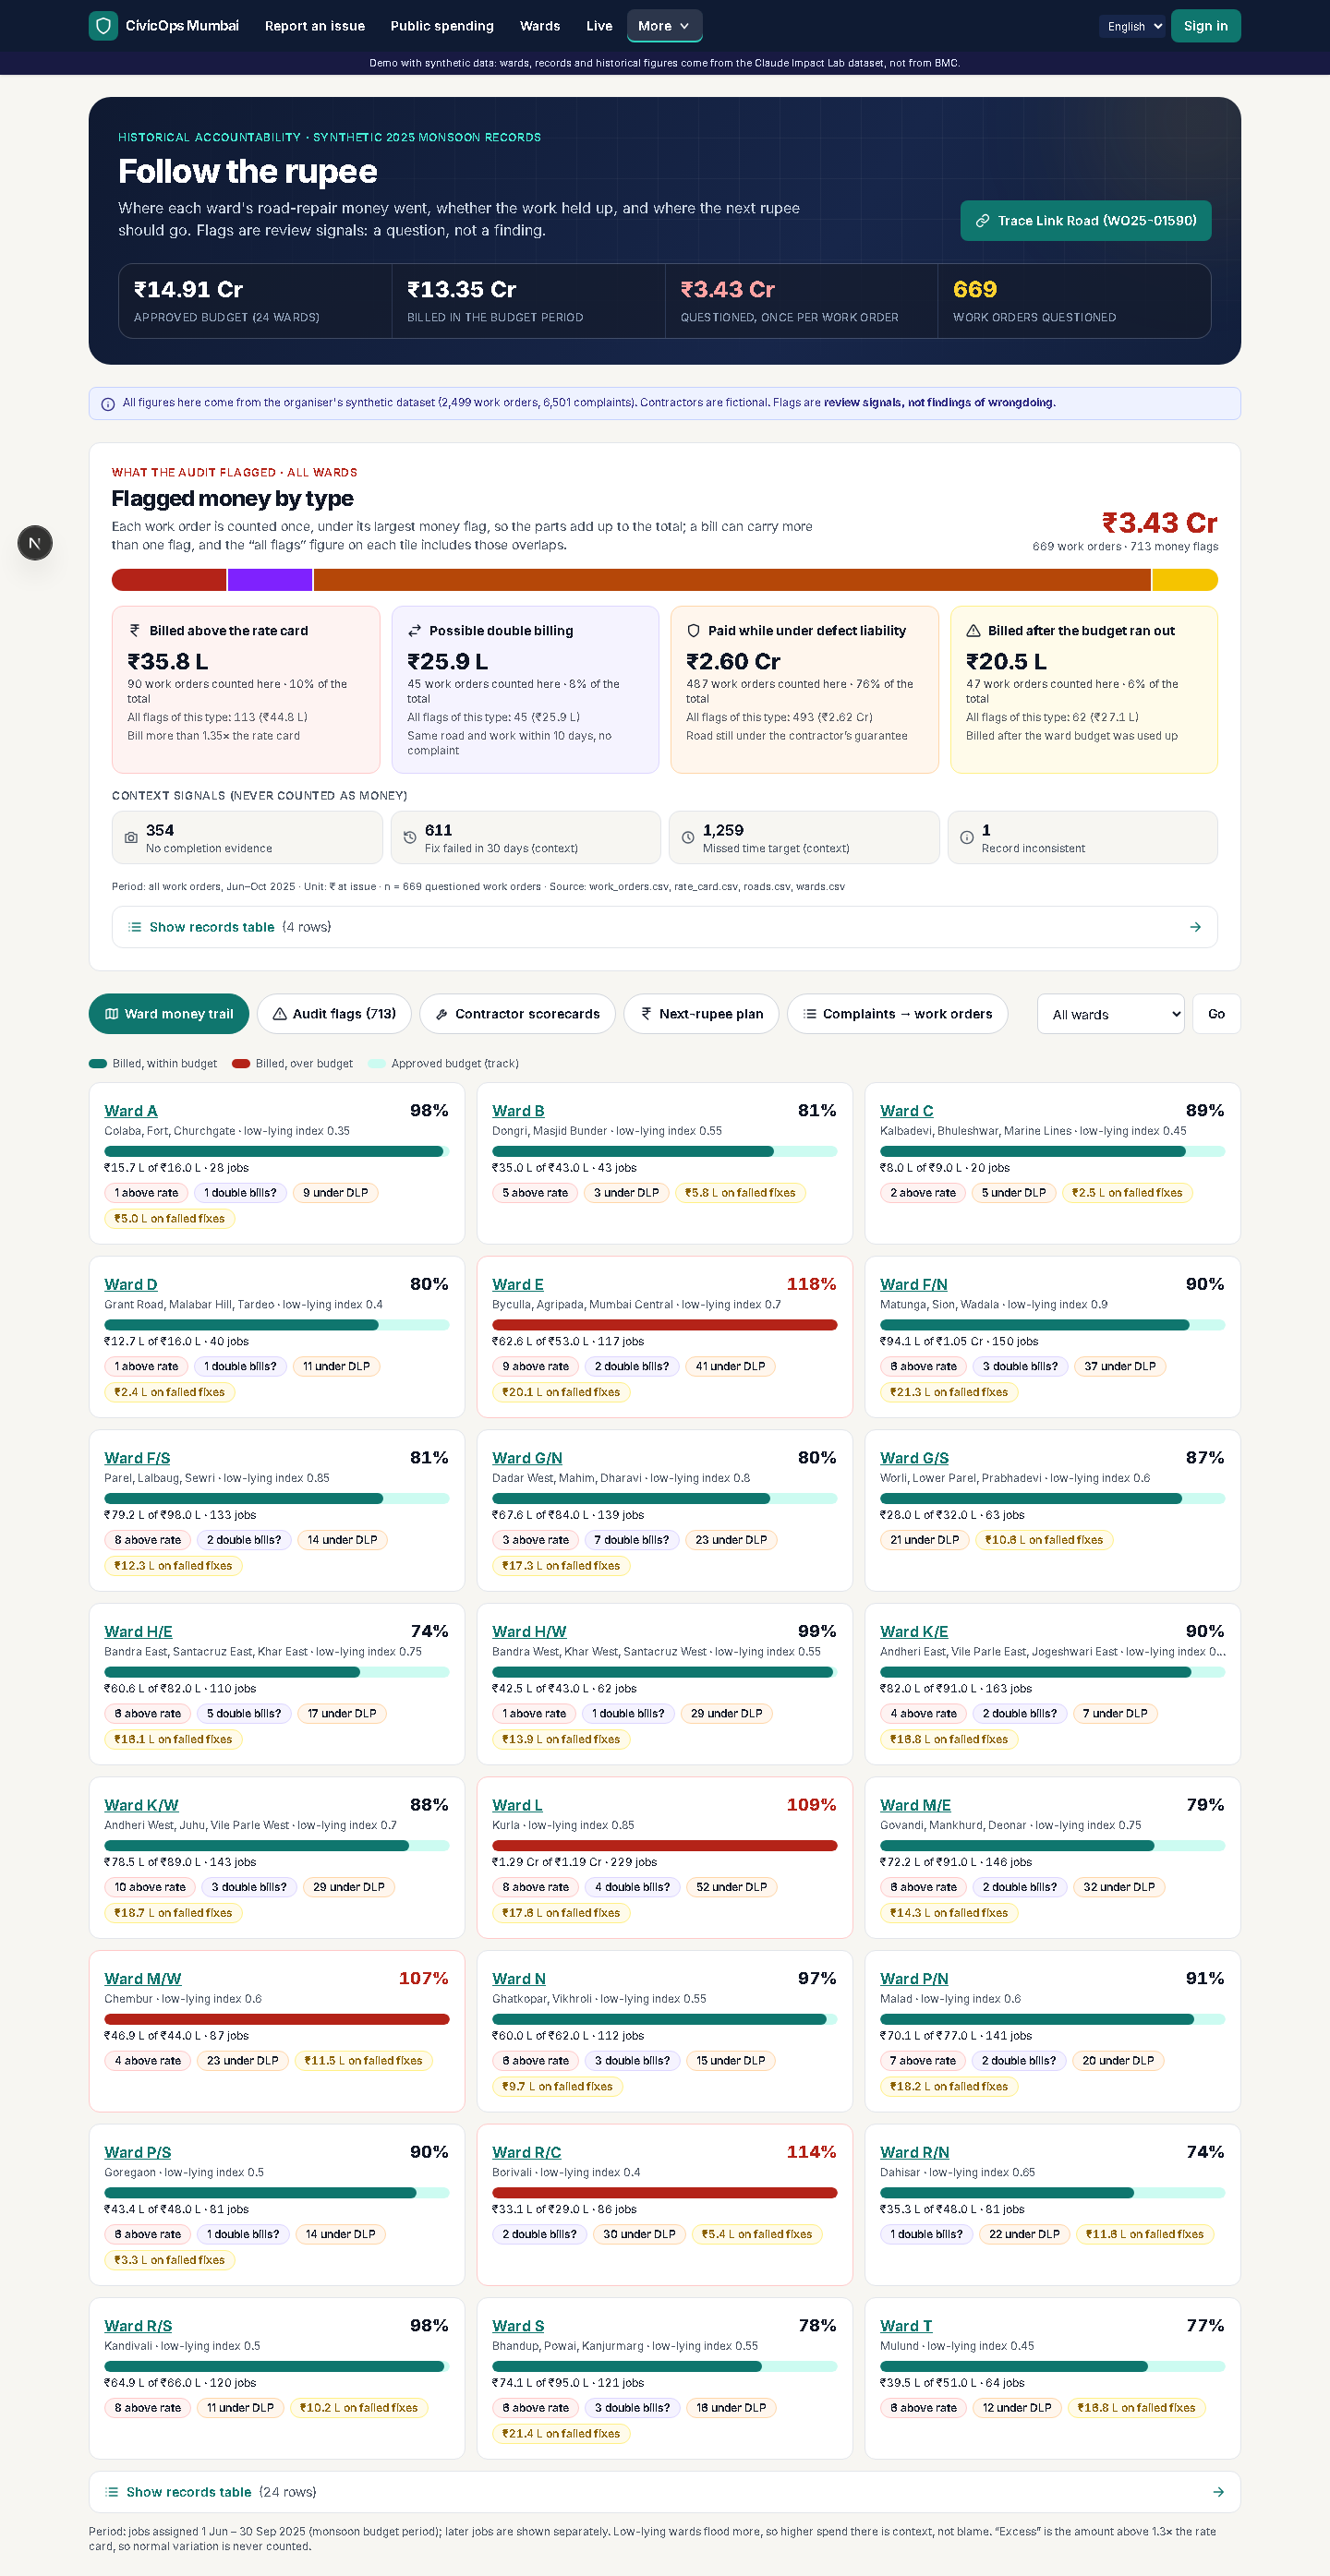 CivicOps Mumbai
Report an issue
Public spending
Wards
Live
More
English
Sign in
Demo with synthetic data: wards, records and historical figures come from the Claude Impact Lab dataset, not from BMC.
HISTORICAL ACCOUNTABILITY · SYNTHETIC 2025 MONSOON RECORDS
Follow the rupee
Where each ward's road-repair money went, whether the work held up, and where the next rupee
should go. Flags are review signals: a question, not a finding.
Trace Link Road (WO25-01590)
₹14.91 Cr
APPROVED BUDGET (24 WARDS)
₹13.35 Cr
BILLED IN THE BUDGET PERIOD
₹3.43 Cr
QUESTIONED, ONCE PER WORK ORDER
669
WORK ORDERS QUESTIONED
All figures here come from the organiser's synthetic dataset (2,499 work orders, 6,501 complaints). Contractors are fictional. Flags are review signals, not findings of wrongdoing.
WHAT THE AUDIT FLAGGED · ALL WARDS
Flagged money by type
Each work order is counted once, under its largest money flag, so the parts add up to the total; a bill can carry more
than one flag, and the “all flags” figure on each tile includes those overlaps.
₹3.43 Cr
669 work orders · 713 money flags
N
Billed above the rate card
₹35.8 L
90 work orders counted here · 10% of the
total
All flags of this type: 113 (₹44.8 L)
Bill more than 1.35× the rate card
Possible double billing
₹25.9 L
45 work orders counted here · 8% of the
total
All flags of this type: 45 (₹25.9 L)
Same road and work within 10 days, no
complaint
Paid while under defect liability
₹2.60 Cr
487 work orders counted here · 76% of the
total
All flags of this type: 493 (₹2.62 Cr)
Road still under the contractor's guarantee
Billed after the budget ran out
₹20.5 L
47 work orders counted here · 6% of the
total
All flags of this type: 62 (₹27.1 L)
Billed after the ward budget was used up
CONTEXT SIGNALS (NEVER COUNTED AS MONEY)
354
No completion evidence
611
Fix failed in 30 days (context)
1,259
Missed time target (context)
1
Record inconsistent
Period: all work orders, Jun–Oct 2025 · Unit: ₹ at issue · n = 669 questioned work orders · Source: work_orders.csv, rate_card.csv, roads.csv, wards.csv
Show records table (4 rows)
Ward money trail
Audit flags (713)
Contractor scorecards
Next-rupee plan
Complaints → work orders
All wards
Go
Billed, within budget
Billed, over budget
Approved budget (track)
Ward A 98%
Colaba, Fort, Churchgate · low-lying index 0.35
₹15.7 L of ₹16.0 L · 28 jobs
1 above rate 1 double bills? 9 under DLP
₹5.0 L on failed fixes
Ward B 81%
Dongri, Masjid Bunder · low-lying index 0.55
₹35.0 L of ₹43.0 L · 43 jobs
5 above rate 3 under DLP ₹5.8 L on failed fixes
Ward C 89%
Kalbadevi, Bhuleshwar, Marine Lines · low-lying index 0.45
₹8.0 L of ₹9.0 L · 20 jobs
2 above rate 5 under DLP ₹2.5 L on failed fixes
Ward D 80%
Grant Road, Malabar Hill, Tardeo · low-lying index 0.4
₹12.7 L of ₹16.0 L · 40 jobs
1 above rate 1 double bills? 11 under DLP
₹2.4 L on failed fixes
Ward E 118%
Byculla, Agripada, Mumbai Central · low-lying index 0.7
₹62.6 L of ₹53.0 L · 117 jobs
9 above rate 2 double bills? 41 under DLP
₹20.1 L on failed fixes
Ward F/N 90%
Matunga, Sion, Wadala · low-lying index 0.9
₹94.1 L of ₹1.05 Cr · 150 jobs
6 above rate 3 double bills? 37 under DLP
₹21.3 L on failed fixes
Ward F/S 81%
Parel, Lalbaug, Sewri · low-lying index 0.85
₹79.2 L of ₹98.0 L · 133 jobs
8 above rate 2 double bills? 14 under DLP
₹12.3 L on failed fixes
Ward G/N 80%
Dadar West, Mahim, Dharavi · low-lying index 0.8
₹67.6 L of ₹84.0 L · 139 jobs
3 above rate 7 double bills? 23 under DLP
₹17.3 L on failed fixes
Ward G/S 87%
Worli, Lower Parel, Prabhadevi · low-lying index 0.6
₹28.0 L of ₹32.0 L · 63 jobs
21 under DLP ₹10.6 L on failed fixes
Ward H/E 74%
Bandra East, Santacruz East, Khar East · low-lying index 0.75
₹60.6 L of ₹82.0 L · 110 jobs
6 above rate 5 double bills? 17 under DLP
₹16.1 L on failed fixes
Ward H/W 99%
Bandra West, Khar West, Santacruz West · low-lying index 0.55
₹42.5 L of ₹43.0 L · 62 jobs
1 above rate 1 double bills? 29 under DLP
₹13.9 L on failed fixes
Ward K/E 90%
Andheri East, Vile Parle East, Jogeshwari East · low-lying index 0...
₹82.0 L of ₹91.0 L · 163 jobs
4 above rate 2 double bills? 7 under DLP
₹16.8 L on failed fixes
Ward K/W 88%
Andheri West, Juhu, Vile Parle West · low-lying index 0.7
₹78.5 L of ₹89.0 L · 143 jobs
10 above rate 3 double bills? 29 under DLP
₹18.7 L on failed fixes
Ward L 109%
Kurla · low-lying index 0.85
₹1.29 Cr of ₹1.19 Cr · 229 jobs
8 above rate 4 double bills? 52 under DLP
₹17.6 L on failed fixes
Ward M/E 79%
Govandi, Mankhurd, Deonar · low-lying index 0.75
₹72.2 L of ₹91.0 L · 146 jobs
6 above rate 2 double bills? 32 under DLP
₹14.3 L on failed fixes
Ward M/W 107%
Chembur · low-lying index 0.6
₹46.9 L of ₹44.0 L · 87 jobs
4 above rate 23 under DLP ₹11.5 L on failed fixes
Ward N 97%
Ghatkopar, Vikhroli · low-lying index 0.55
₹60.0 L of ₹62.0 L · 112 jobs
6 above rate 3 double bills? 15 under DLP
₹9.7 L on failed fixes
Ward P/N 91%
Malad · low-lying index 0.6
₹70.1 L of ₹77.0 L · 141 jobs
7 above rate 2 double bills? 20 under DLP
₹18.2 L on failed fixes
Ward P/S 90%
Goregaon · low-lying index 0.5
₹43.4 L of ₹48.0 L · 81 jobs
6 above rate 1 double bills? 14 under DLP
₹3.3 L on failed fixes
Ward R/C 114%
Borivali · low-lying index 0.4
₹33.1 L of ₹29.0 L · 86 jobs
2 double bills? 30 under DLP ₹5.4 L on failed fixes
Ward R/N 74%
Dahisar · low-lying index 0.65
₹35.3 L of ₹48.0 L · 81 jobs
1 double bills? 22 under DLP ₹11.6 L on failed fixes
Ward R/S 98%
Kandivali · low-lying index 0.5
₹64.9 L of ₹66.0 L · 120 jobs
8 above rate 11 under DLP ₹10.2 L on failed fixes
Ward S 78%
Bhandup, Powai, Kanjurmarg · low-lying index 0.55
₹74.1 L of ₹95.0 L · 121 jobs
6 above rate 3 double bills? 16 under DLP
₹21.4 L on failed fixes
Ward T 77%
Mulund · low-lying index 0.45
₹39.5 L of ₹51.0 L · 64 jobs
6 above rate 12 under DLP ₹16.8 L on failed fixes
Show records table (24 rows)
Period: jobs assigned 1 Jun – 30 Sep 2025 (monsoon budget period); later jobs are shown separately. Low-lying wards flood more, so higher spend there is context, not blame. “Excess” is the amount above 1.3× the rate
card, so normal variation is never counted.